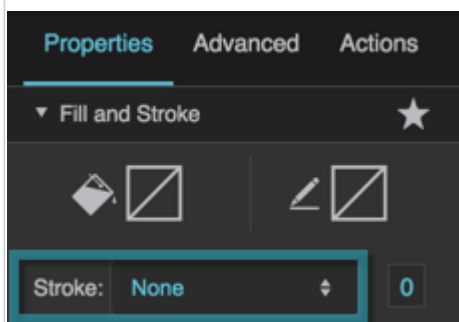 Properties Advanced Actions
Fill and Stroke
Stroke: None 0